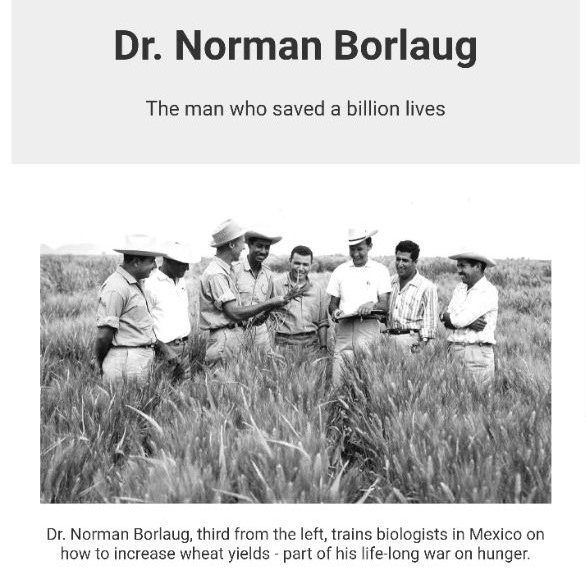 Dr. Norman Borlaug
The man who saved a billion lives
Dr. Norman Borlaug, third from the left, trains biologists in Mexico on
how to increase wheat yields - part of his life-long war on hunger.